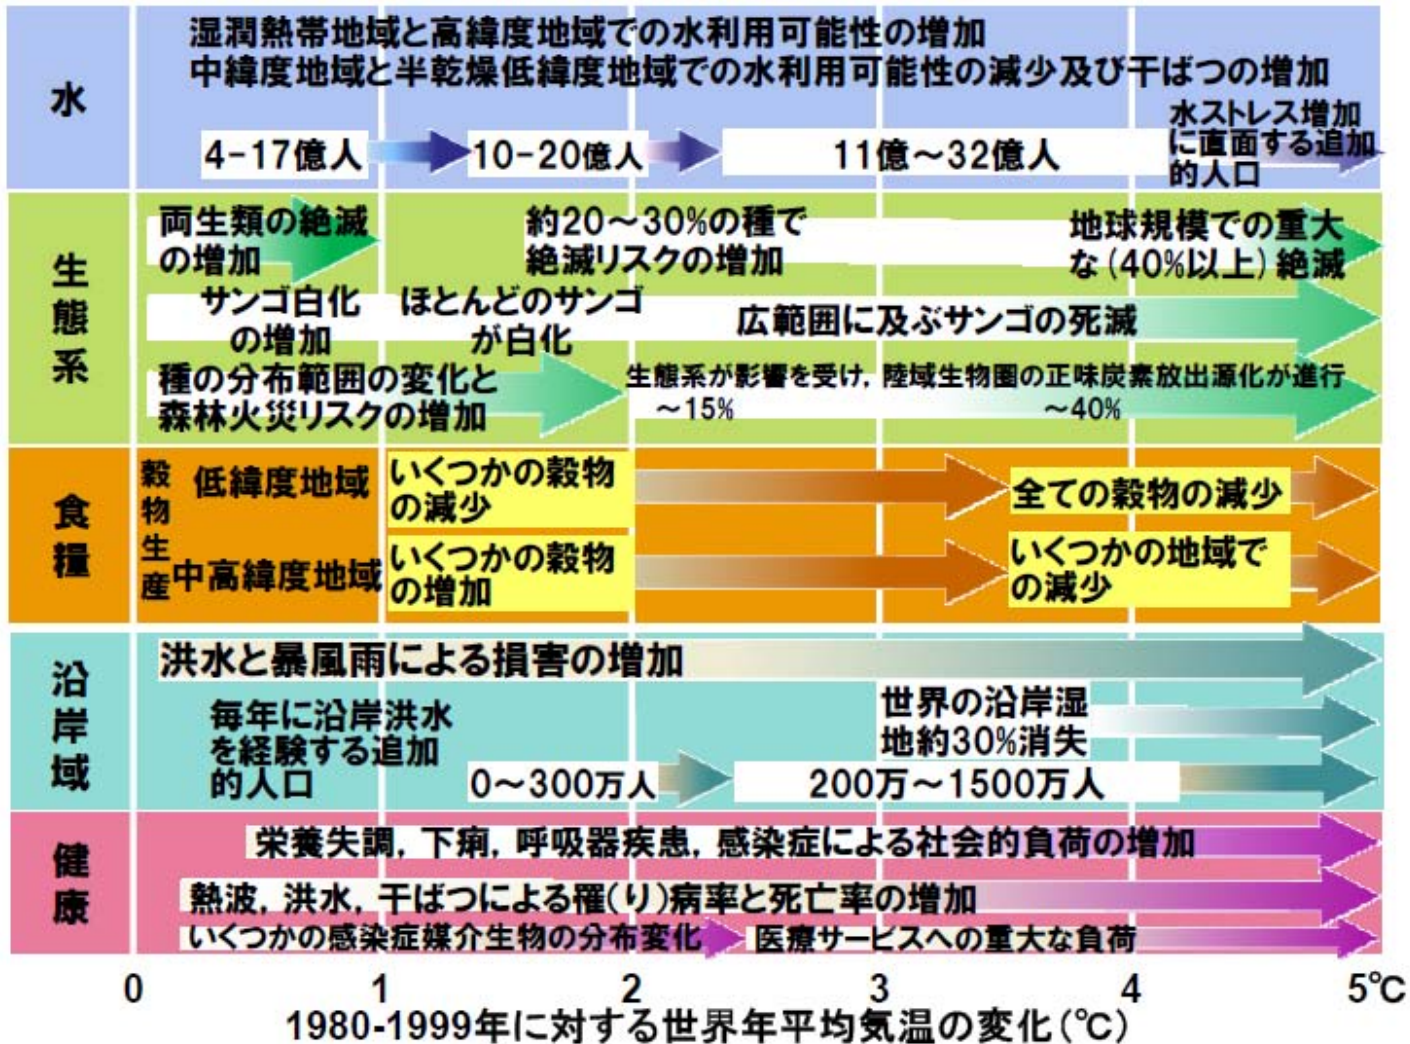 水
湿潤熱帯地域と高緯度地域での水利用可能性の増加
中緯度地域と半乾燥低緯度地域での水利用可能性の減少及び干ばつの増加
4-17億人
10-20億人
11億～32億人
水ストレス増加
に直面する追加
的人口
生態系
両生類の絶滅
の増加
約20～30%の種で
絶滅リスクの増加
地球規模での重大
な(40%以上)絶滅
サンゴ白化
の増加
ほとんどのサンゴ
が白化
広範囲に及ぶサンゴの死滅
種の分布範囲の変化と
森林火災リスクの増加
生態系が影響を受け，陸域生物圏の正味炭素放出源化が進行
～15%
～40%
食糧
穀物生産
低緯度地域
いくつかの穀物
の減少
全ての穀物の減少
中高緯度地域
いくつかの穀物
の増加
いくつかの地域で
の減少
沿岸域
洪水と暴風雨による損害の増加
毎年に沿岸洪水
を経験する追加
的人口
0～300万人
200万～1500万人
世界の沿岸湿
地約30%消失
健康
栄養失調，下痢，呼吸器疾患，感染症による社会的負荷の増加
熱波，洪水，干ばつによる罹(り)病率と死亡率の増加
いくつかの感染症媒介生物の分布変化
医療サービスへの重大な負荷
0 1 2 3 4 5℃
1980-1999年に対する世界年平均気温の変化(℃)